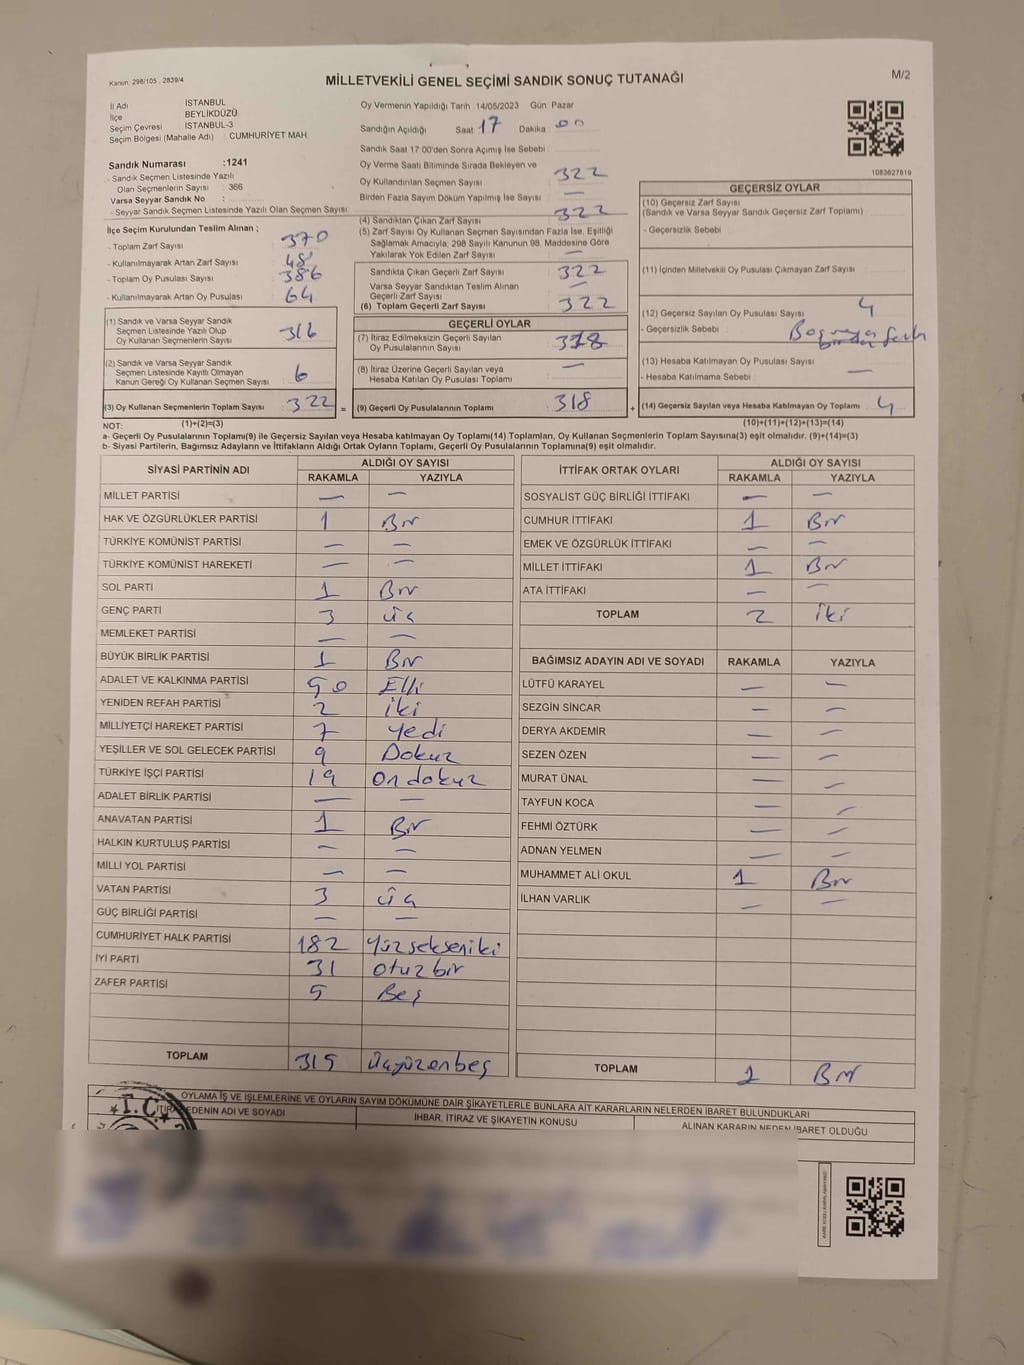 Kanun: 298/105 . 2839/4
MİLLETVEKİLİ GENEL SEÇİMİ SANDIK SONUÇ TUTANAĞI
M/2
İl Adı İSTANBUL
İlçe BEYLİKDÜZÜ
Seçim Çevresi İSTANBUL-3
Seçim Bölgesi (Mahalle Adı) : CUMHURİYET MAH.
Sandık Numarası :1241
- Sandık Seçmen Listesinde Yazılı
Olan Seçmenlerin Sayısı : 366
Varsa Seyyar Sandık No :
- Seyyar Sandık Seçmen Listesinde Yazılı Olan Seçmen Sayısı:
İlçe Seçim Kurulundan Teslim Alınan ;
- Toplam Zarf Sayısı 370
- Kullanılmayarak Artan Zarf Sayısı 48
- Toplam Oy Pusulası Sayısı 386
- Kullanılmayarak Artan Oy Pusulası 64
(1) Sandık ve Varsa Seyyar Sandık
Seçmen Listesinde Yazılı Olup
Oy Kullanan Seçmenlerin Sayısı 316
(2) Sandık ve Varsa Seyyar Sandık
Seçmen Listesinde Kayıtlı Olmayan
Kanun Gereği Oy Kullanan Seçmen Sayısı 6
(3) Oy Kullanan Seçmenlerin Toplam Sayısı 322 =
Oy Vermenin Yapıldığı Tarih :14/05/2023 Gün: Pazar
Sandığın Açıldığı Saat 17 Dakika 00
Sandık Saat 17:00'den Sonra Açımış İse Sebebi :
Oy Verme Saati Bitiminde Sırada Bekleyen ve
Oy Kullandırılan Seçmen Sayısı 322
Birden Fazla Sayım Döküm Yapılmış İse Sayısı —
(4) Sandıktan Çıkan Zarf Sayısı 322
(5) Zarf Sayısı Oy Kullanan Seçmen Sayısından Fazla İse, Eşitliği
Sağlamak Amacıyla, 298 Sayılı Kanunun 98. Maddesine Göre
Yakılarak Yok Edilen Zarf Sayısı —
Sandıkta Çıkan Geçerli Zarf Sayısı 322
Varsa Seyyar Sandıktan Teslim Alınan
Geçerli Zarf Sayısı —
(6) Toplam Geçerli Zarf Sayısı 322
GEÇERLİ OYLAR
(7) İtiraz Edilmeksizin Geçerli Sayılan
Oy Pusulalarının Sayısı 318
(8) İtiraz Üzerine Geçerli Sayılan veya
Hesaba Katılan Oy Pusulası Toplamı —
(9) Geçerli Oy Pusulalarının Toplamı 318 +
1083627819
GEÇERSİZ OYLAR
(10) Geçersiz Zarf Sayısı
(Sandık ve Varsa Seyyar Sandık Geçersiz Zarf Toplamı)
- Geçersizlik Sebebi :
(11) İçinden Milletvekili Oy Pusulası Çıkmayan Zarf Sayısı
(12) Geçersiz Sayılan Oy Pusulası Sayısı 4
- Geçersizlik Sebebi :
(13) Hesaba Katılmayan Oy Pusulası Sayısı —
- Hesaba Katılmama Sebebi :
(14) Geçersiz Sayılan veya Hesaba Katılmayan Oy Toplamı 4
NOT: (1)+(2)=(3) (10)+(11)+(12)+(13)=(14)
a- Geçerli Oy Pusulalarının Toplamı(9) ile Geçersiz Sayılan veya Hesaba Katılmayan Oy Toplamı(14) Toplamları, Oy Kullanan Seçmenlerin Toplam Sayısına(3) eşit olmalıdır. (9)+(14)=(3)
b- Siyasi Partilerin, Bağımsız Adayların ve İttifakların Aldığı Ortak Oyların Toplamı, Geçerli Oy Pusulalarının Toplamına(9) eşit olmalıdır.
SİYASİ PARTİNİN ADI ALDIĞI OY SAYISI
RAKAMLA YAZIYLA
MİLLET PARTİSİ — —
HAK VE ÖZGÜRLÜKLER PARTİSİ 1 Bir
TÜRKİYE KOMÜNİST PARTİSİ — —
TÜRKİYE KOMÜNİST HAREKETİ — —
SOL PARTİ 1 Bir
GENÇ PARTİ 3 üç
MEMLEKET PARTİSİ — —
BÜYÜK BİRLİK PARTİSİ 1 Bir
ADALET VE KALKINMA PARTİSİ 50 Elli
YENİDEN REFAH PARTİSİ 2 iki
MİLLİYETÇİ HAREKET PARTİSİ 7 yedi
YEŞİLLER VE SOL GELECEK PARTİSİ 9 Dokuz
TÜRKİYE İŞÇİ PARTİSİ 19 on dokuz
ADALET BİRLİK PARTİSİ — —
ANAVATAN PARTİSİ 1 Bir
HALKIN KURTULUŞ PARTİSİ — —
MİLLİ YOL PARTİSİ — —
VATAN PARTİSİ 3 üç
GÜÇ BİRLİĞİ PARTİSİ — —
CUMHURİYET HALK PARTİSİ 182 yüzsekseniki
İYİ PARTİ 31 otuzbir
ZAFER PARTİSİ 5 Beş
TOPLAM 315 üçyüzonbeş
İTTİFAK ORTAK OYLARI ALDIĞI OY SAYISI
RAKAMLA YAZIYLA
SOSYALİST GÜÇ BİRLİĞİ İTTİFAKI — —
CUMHUR İTTİFAKI 1 Bir
EMEK VE ÖZGÜRLÜK İTTİFAKI — —
MİLLET İTTİFAKI 1 Bir
ATA İTTİFAKI — —
TOPLAM 2 iki
BAĞIMSIZ ADAYIN ADI VE SOYADI RAKAMLA YAZIYLA
LÜTFÜ KARAYEL — —
SEZGİN SİNCAR — —
DERYA AKDEMİR — —
SEZEN ÖZEN — —
MURAT ÜNAL — —
TAYFUN KOCA — —
FEHMİ ÖZTÜRK — —
ADNAN YELMEN — —
MUHAMMET ALİ OKUL 1 Bir
İLHAN VARLIK — —
TOPLAM 1 Bir
OYLAMA İŞ VE İŞLEMLERİNE VE OYLARIN SAYIM DÖKÜMÜNE DAİR ŞİKAYETLERLE BUNLARA AİT KARARLARIN NELERDEN İBARET BULUNDUKLARI
İTİRAZ EDENİN ADI VE SOYADI İHBAR, İTİRAZ VE ŞİKAYETİN KONUSU ALINAN KARARIN NEDEN İBARET OLDUĞU
T.C.